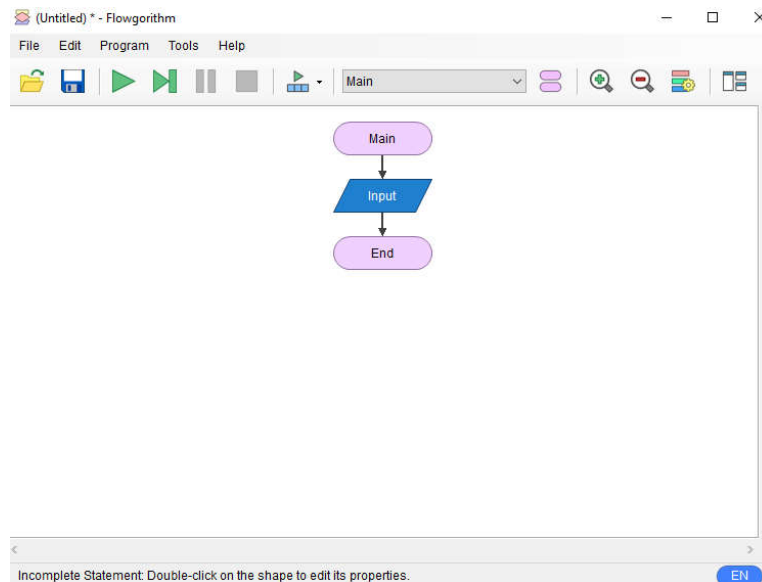 (Untitled) * - Flowgorithm
File Edit Program Tools Help
Main
Main
Input
End
Incomplete Statement: Double-click on the shape to edit its properties.
EN